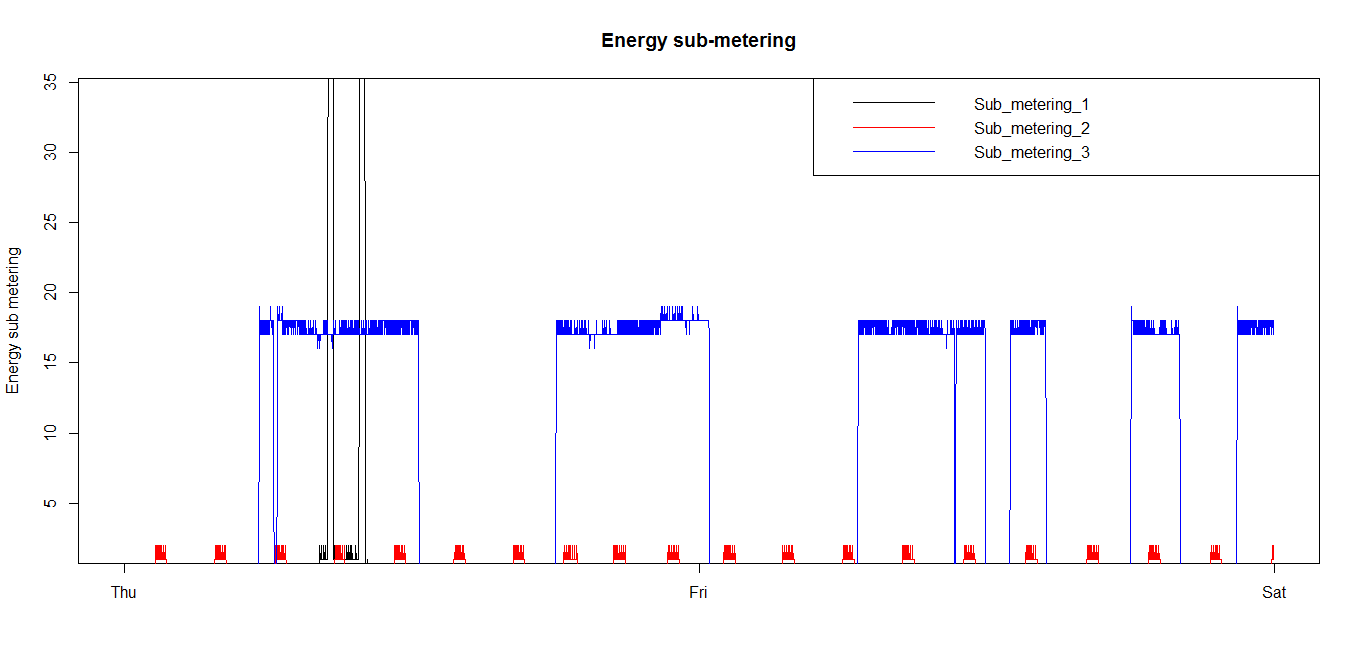 Energy sub-metering
Sub_metering_1
Sub_metering_2
Sub_metering_3
Energy sub metering
35
30
25
20
15
10
5
Thu
Fri
Sat